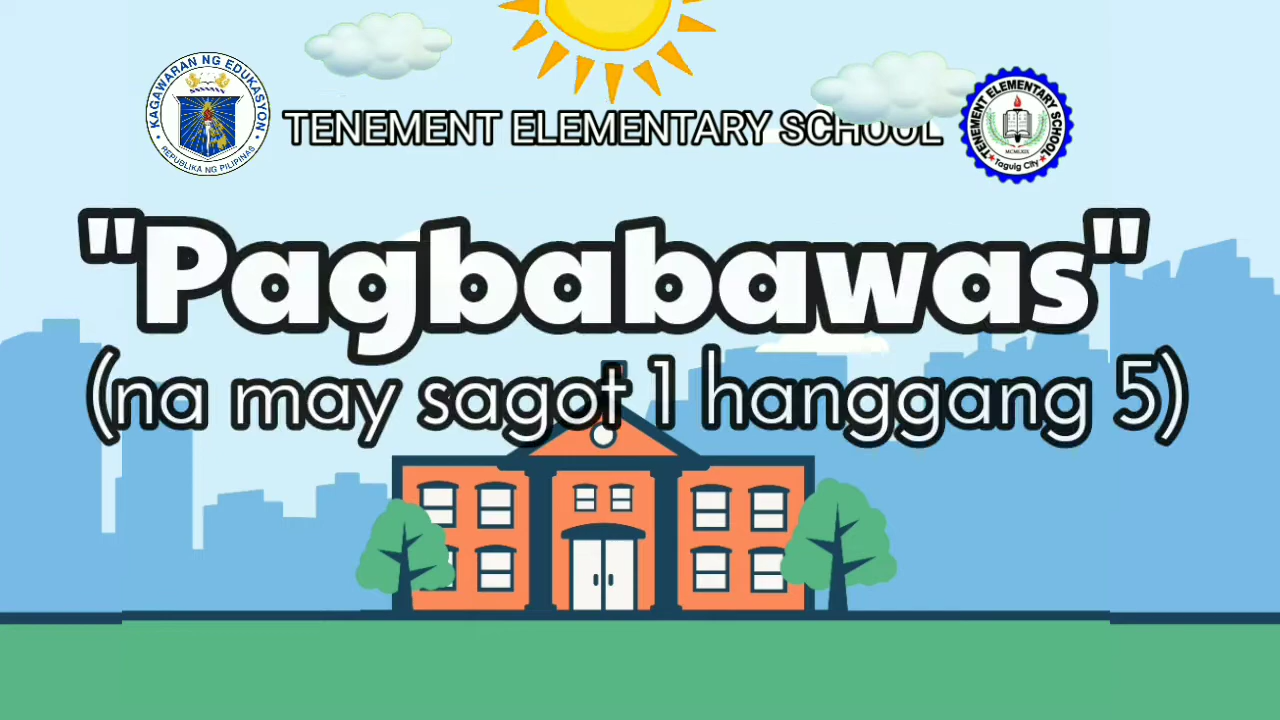 KAGAWARAN NG EDUKASYON
REPUBLIKA NG PILIPINAS
TENEMENT ELEMENTARY SCHOOL
TENEMENT ELEMENTARY SCHOOL
MCMLXIX
Taguig City
"Pagbabawas"
(na may sagot 1 hanggang 5)